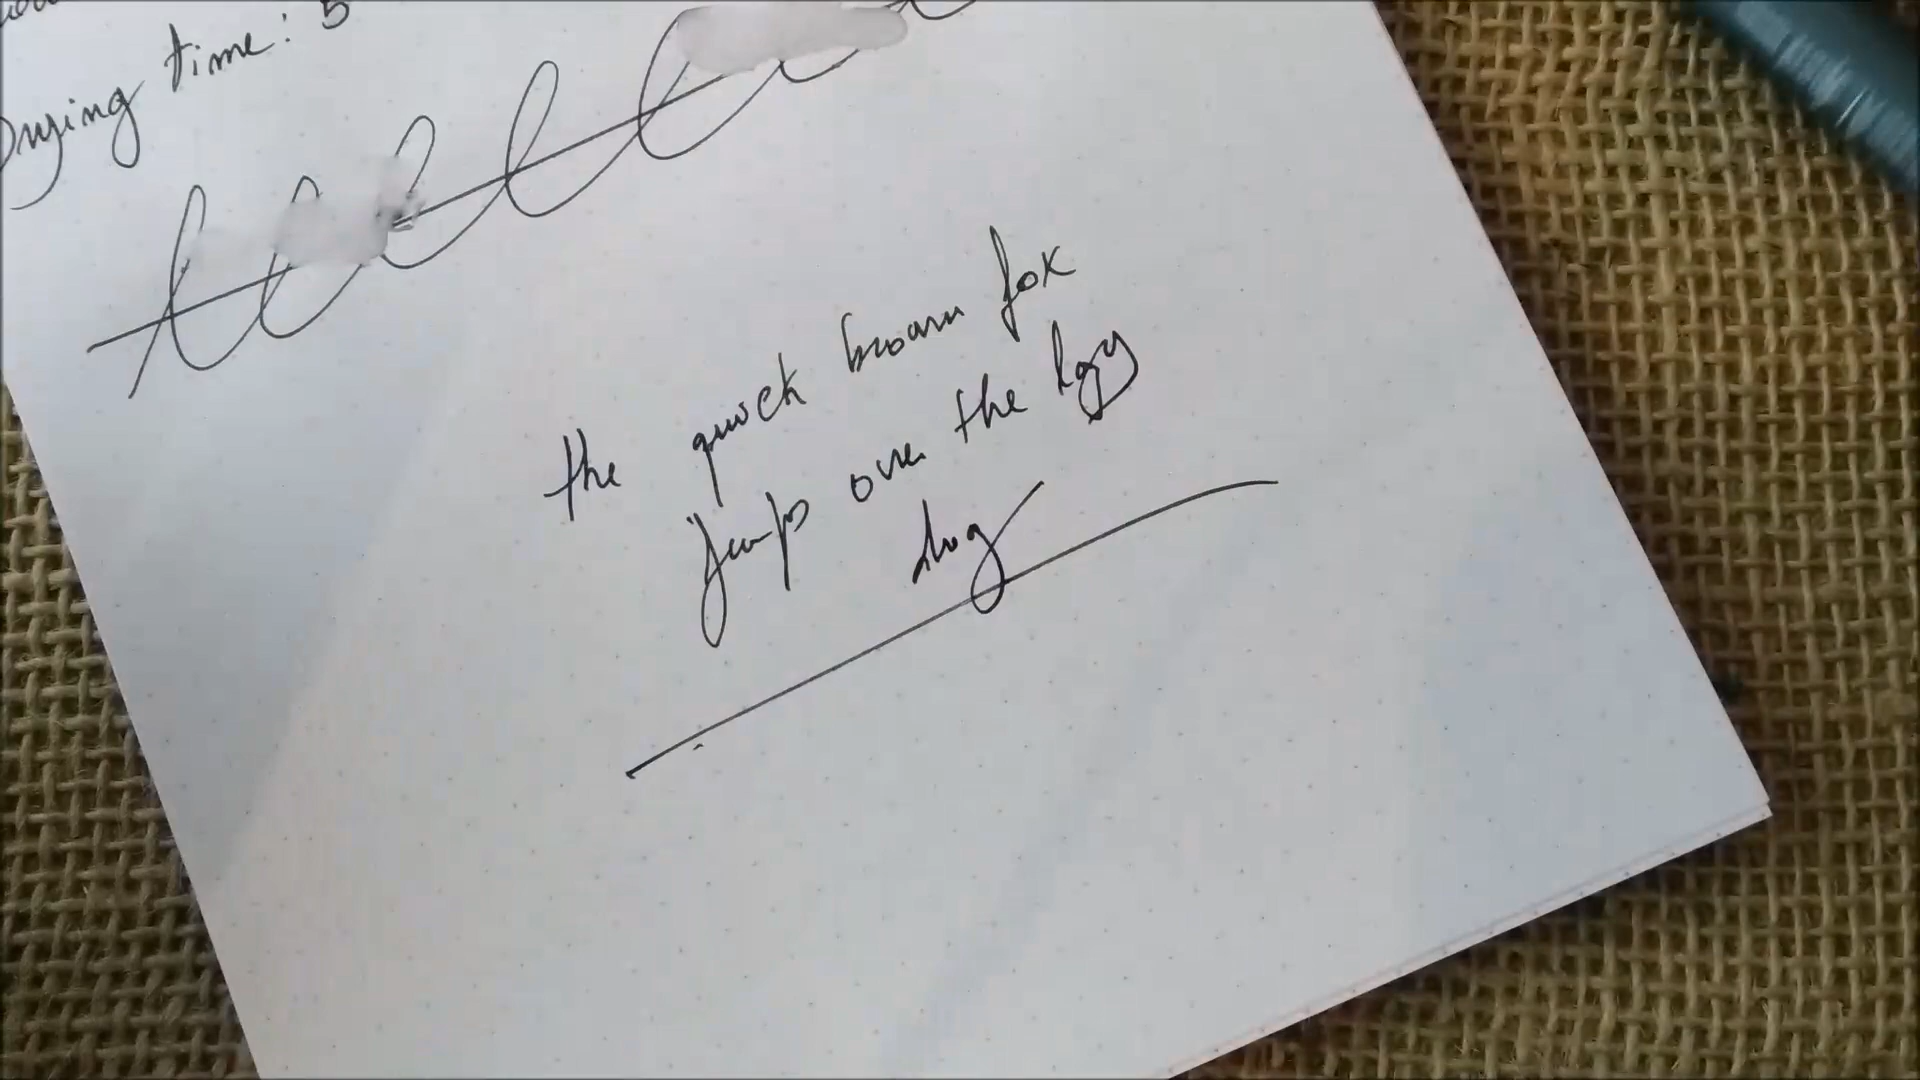 Drying time: 5
the quick brown fox
jumps over the lazy
dog